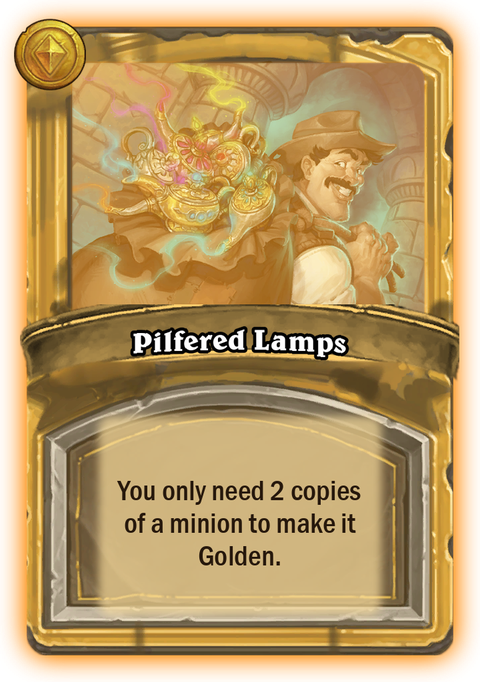 Pilfered Lamps
You only need 2 copies
of a minion to make it
Golden.